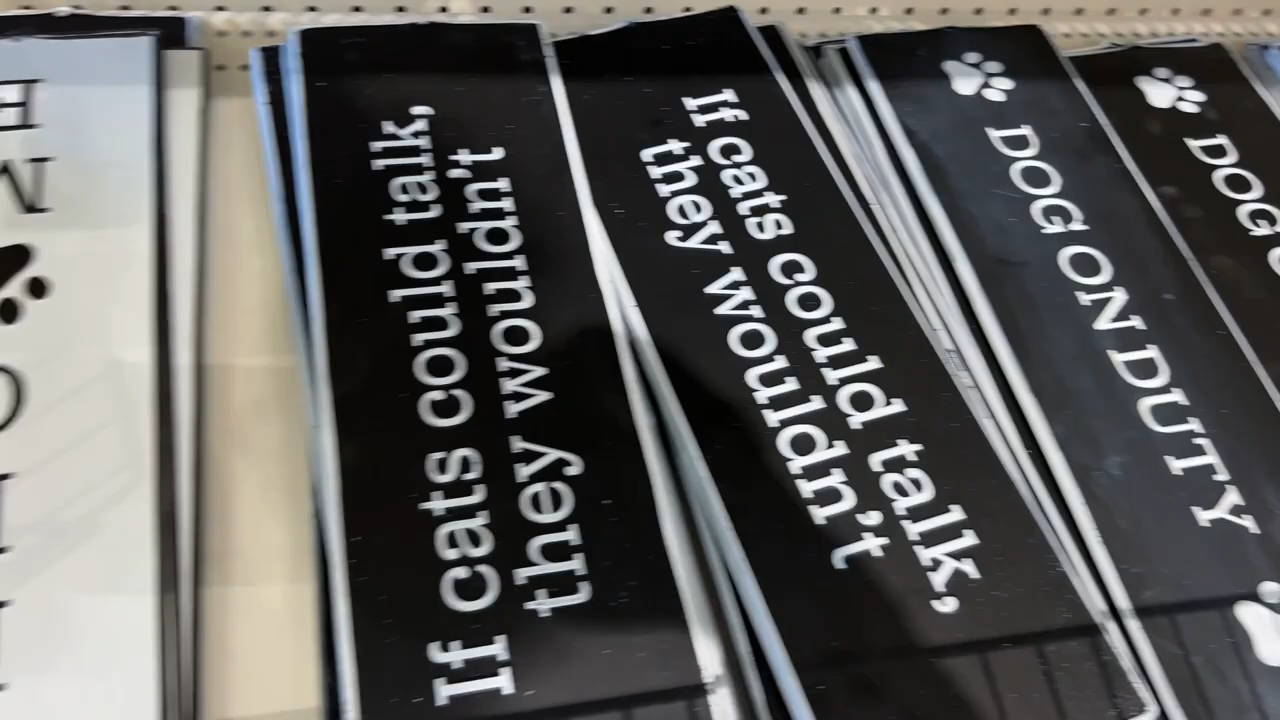 If cats could talk,
they wouldn't
If cats could talk,
they wouldn't
DOG ON DUTY
DOG